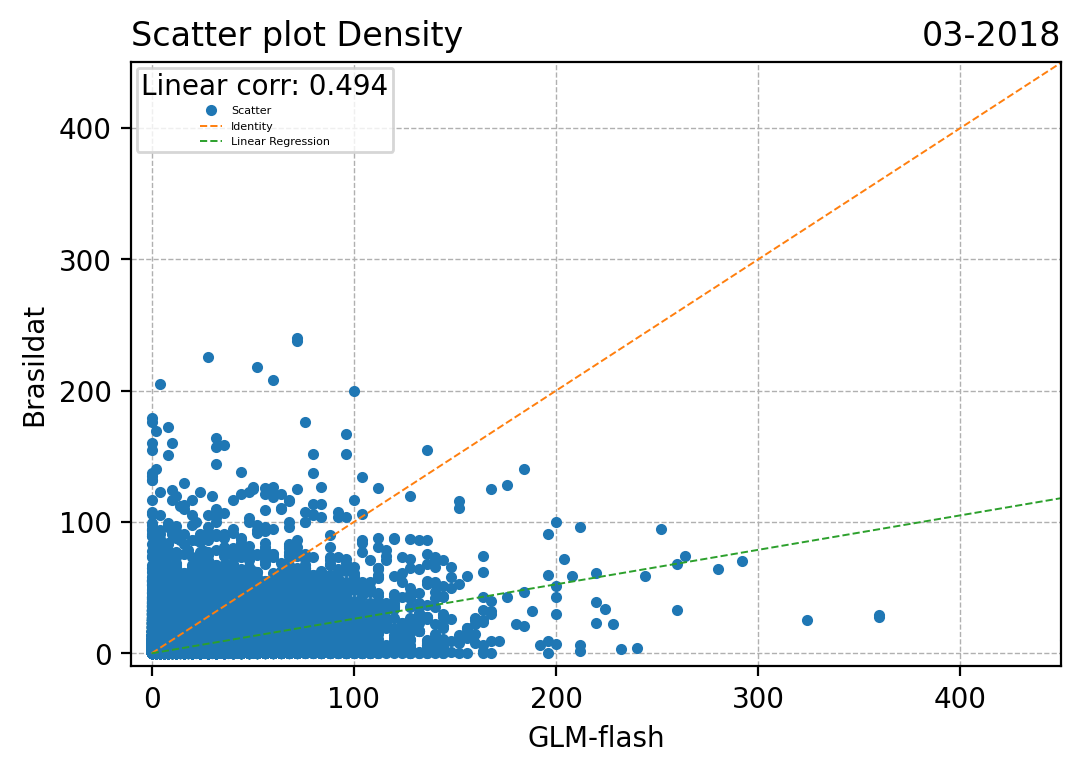 Scatter plot Density
03-2018
Linear corr: 0.494
Scatter
Identity
Linear Regression
400
300
200
100
0
Brasildat
0 100 200 300 400
GLM-flash